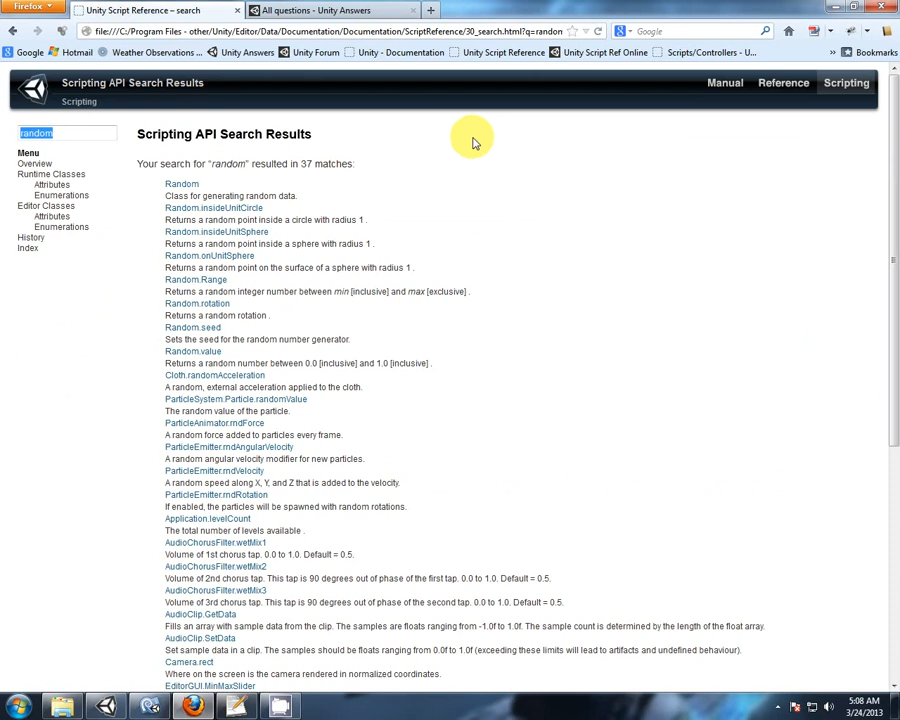 Firefox
Unity Script Reference – search
All questions - Unity Answers
file:///C:/Program Files - other/Unity/Editor/Data/Documentation/Documentation/ScriptReference/30_search.html?q=random
Google
Google
Hotmail
Weather Observations ...
Unity Answers
Unity Forum
Unity - Documentation
Unity Script Reference
Unity Script Ref Online
Scripts/Controllers - U...
Bookmarks
Scripting API Search Results
Manual
Reference
Scripting
Scripting
random
Scripting API Search Results
Menu
Overview
Runtime Classes
Attributes
Enumerations
Editor Classes
Attributes
Enumerations
History
Index
Your search for "random" resulted in 37 matches:
Random
Class for generating random data.
Random.insideUnitCircle
Returns a random point inside a circle with radius 1 .
Random.insideUnitSphere
Returns a random point inside a sphere with radius 1 .
Random.onUnitSphere
Returns a random point on the surface of a sphere with radius 1 .
Random.Range
Returns a random integer number between min [inclusive] and max [exclusive] .
Random.rotation
Returns a random rotation .
Random.seed
Sets the seed for the random number generator.
Random.value
Returns a random number between 0.0 [inclusive] and 1.0 [inclusive] .
Cloth.randomAcceleration
A random, external acceleration applied to the cloth.
ParticleSystem.Particle.randomValue
The random value of the particle.
ParticleAnimator.rndForce
A random force added to particles every frame.
ParticleEmitter.rndAngularVelocity
A random angular velocity modifier for new particles.
ParticleEmitter.rndVelocity
A random speed along X, Y, and Z that is added to the velocity.
ParticleEmitter.rndRotation
If enabled, the particles will be spawned with random rotations.
Application.levelCount
The total number of levels available .
AudioChorusFilter.wetMix1
Volume of 1st chorus tap. 0.0 to 1.0. Default = 0.5.
AudioChorusFilter.wetMix2
Volume of 2nd chorus tap. This tap is 90 degrees out of phase of the first tap. 0.0 to 1.0. Default = 0.5.
AudioChorusFilter.wetMix3
Volume of 3rd chorus tap. This tap is 90 degrees out of phase of the second tap. 0.0 to 1.0. Default = 0.5.
AudioClip.GetData
Fills an array with sample data from the clip. The samples are floats ranging from -1.0f to 1.0f. The sample count is determined by the length of the float array.
AudioClip.SetData
Set sample data in a clip. The samples should be floats ranging from 0.0f to 1.0f (exceeding these limits will lead to artifacts and undefined behaviour).
Camera.rect
Where on the screen is the camera rendered in normalized coordinates.
EditorGUI.MinMaxSlider
5:08 AM
3/24/2013